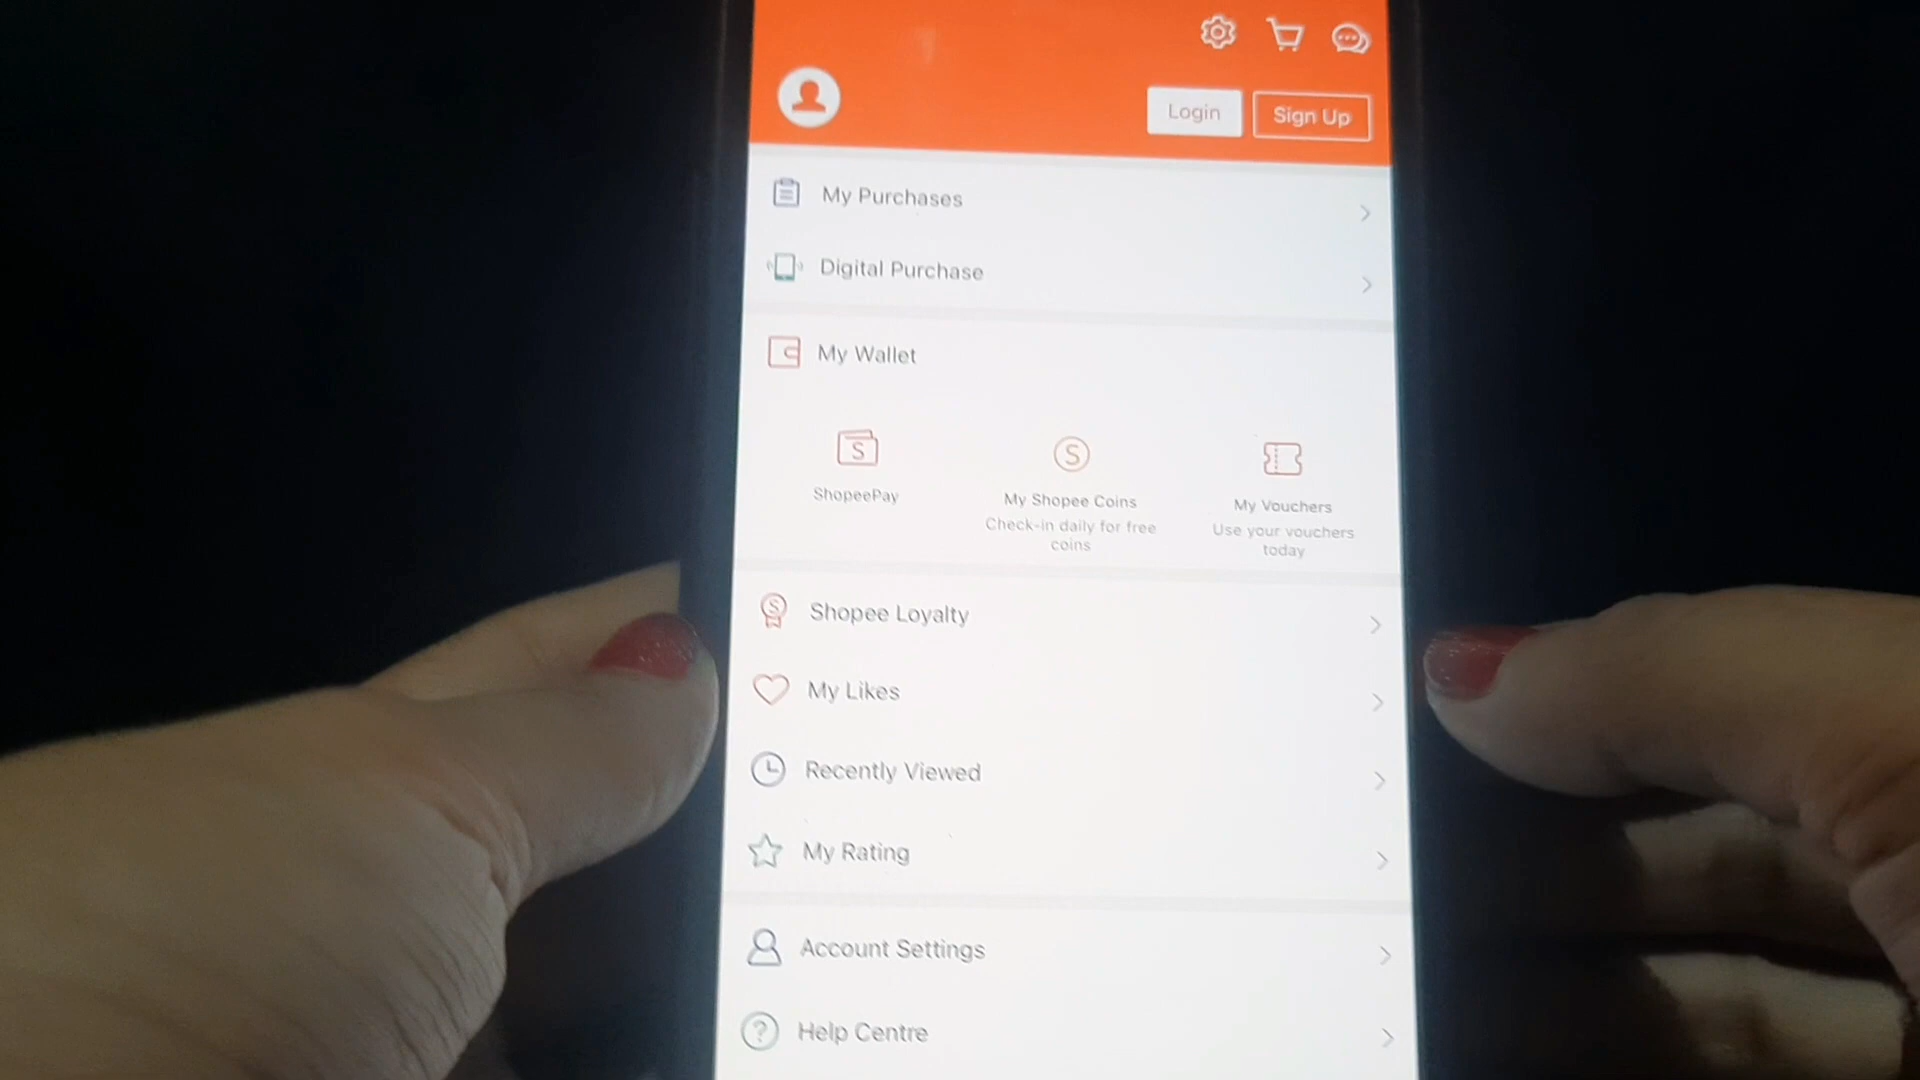 Login
Sign Up
My Purchases
Digital Purchase
My Wallet
ShopeePay
My Shopee Coins
Check-in daily for free
coins
My Vouchers
Use your vouchers
today
Shopee Loyalty
My Likes
Recently Viewed
My Rating
Account Settings
Help Centre